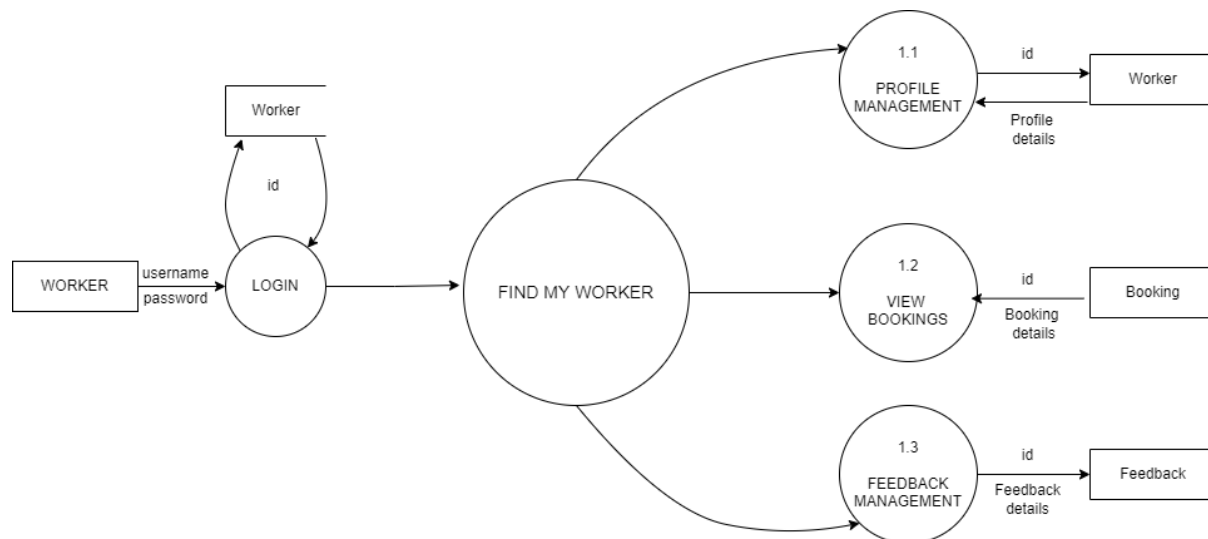 WORKER
username
password
Worker
id
LOGIN
FIND MY WORKER
1.1
PROFILE
MANAGEMENT
id
Profile
details
Worker
1.2
VIEW
BOOKINGS
id
Booking
details
Booking
1.3
FEEDBACK
MANAGEMENT
id
Feedback
details
Feedback